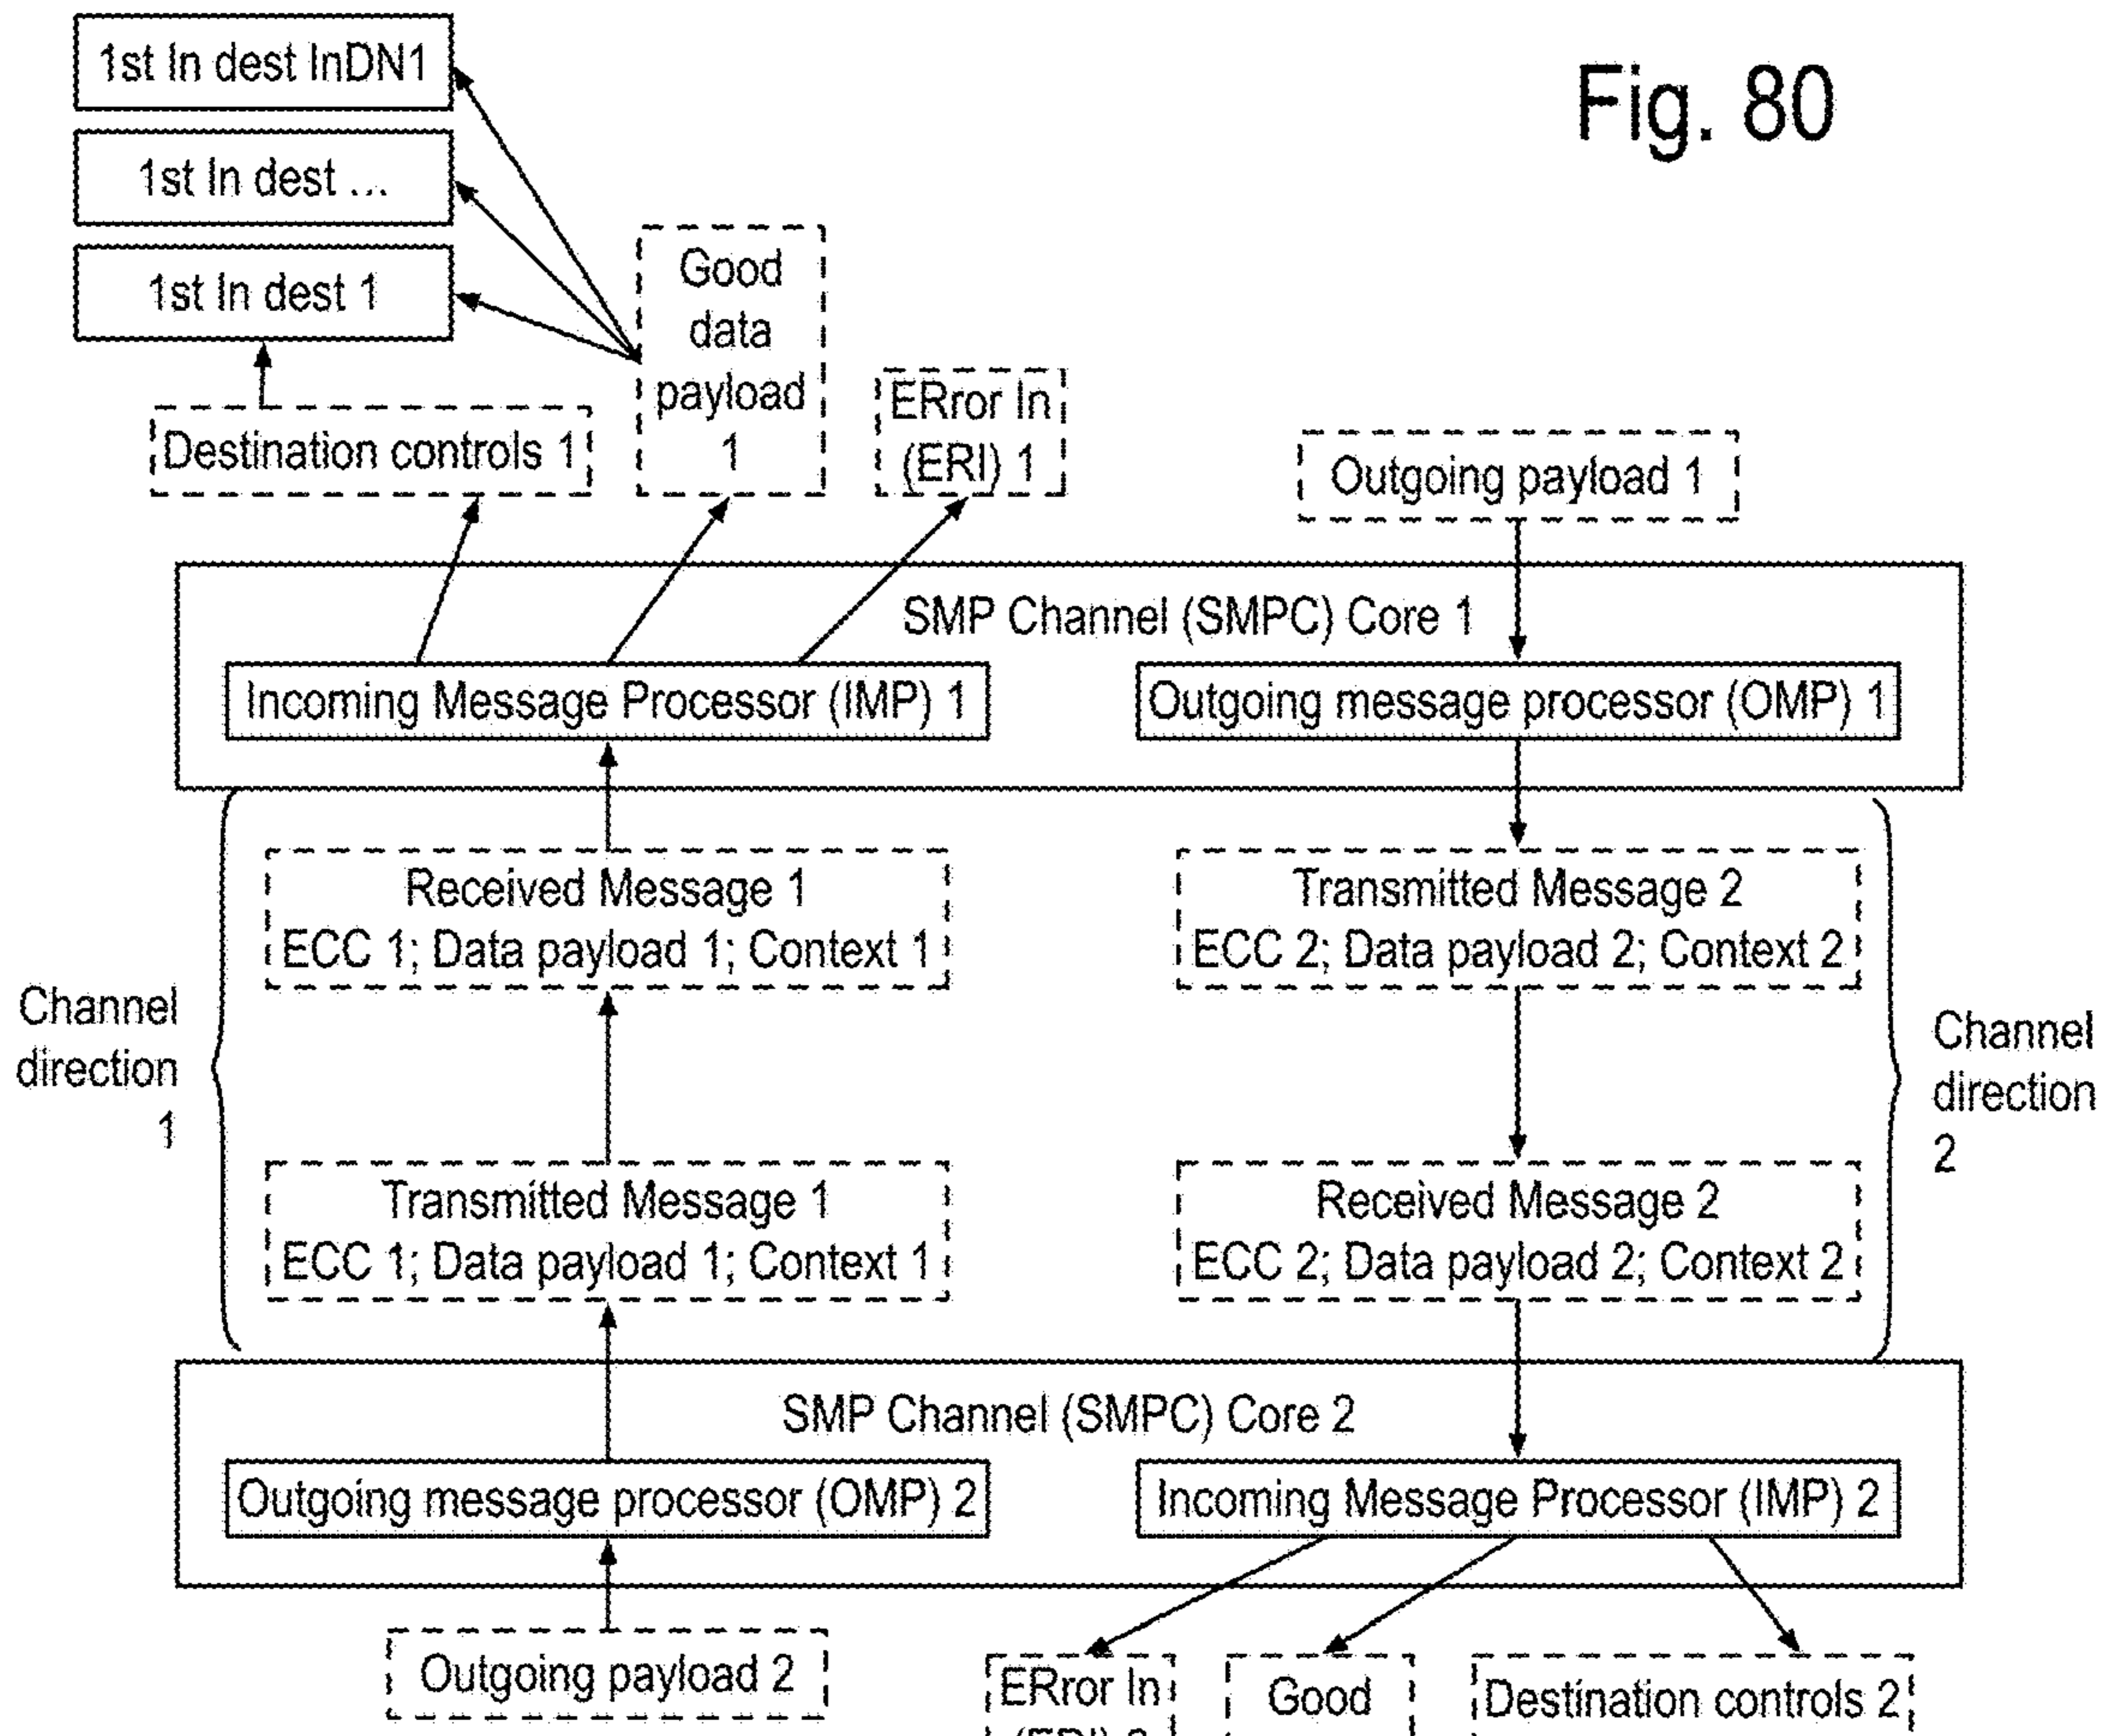 Fig. 80
1st In dest InDN1
1st In dest ...
1st In dest 1
Good
data
payload
1
ERror In
(ERI) 1
Destination controls 1
Outgoing payload 1
SMP Channel (SMPC) Core 1
Incoming Message Processor (IMP) 1
Outgoing message processor (OMP) 1
Channel
direction
1
Received Message 1
ECC 1; Data payload 1; Context 1
Transmitted Message 2
ECC 2; Data payload 2; Context 2
Transmitted Message 1
ECC 1; Data payload 1; Context 1
Received Message 2
ECC 2; Data payload 2; Context 2
Channel
direction
2
SMP Channel (SMPC) Core 2
Outgoing message processor (OMP) 2
Incoming Message Processor (IMP) 2
Outgoing payload 2
ERror In
Good
Destination controls 2